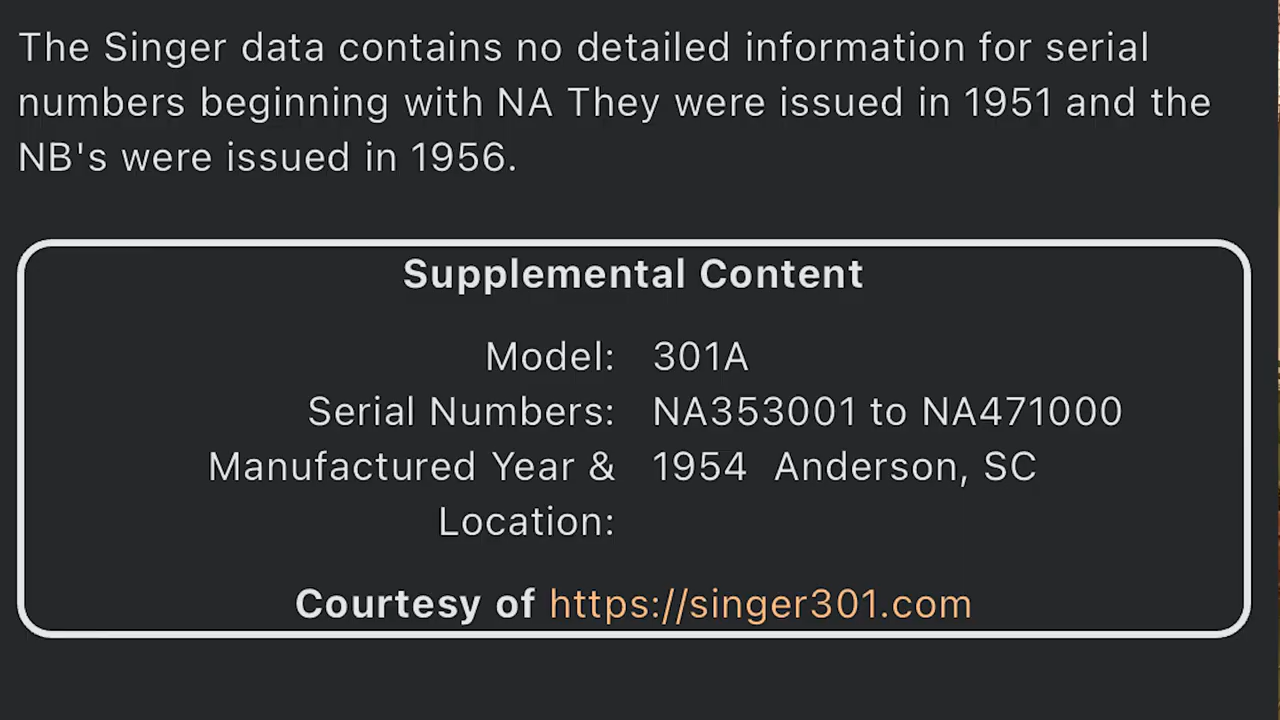 The Singer data contains no detailed information for serial
numbers beginning with NA They were issued in 1951 and the
NB's were issued in 1956.
Supplemental Content
Model: 301A
Serial Numbers: NA353001 to NA471000
Manufactured Year & 1954 Anderson, SC
Location:
Courtesy of https://singer301.com